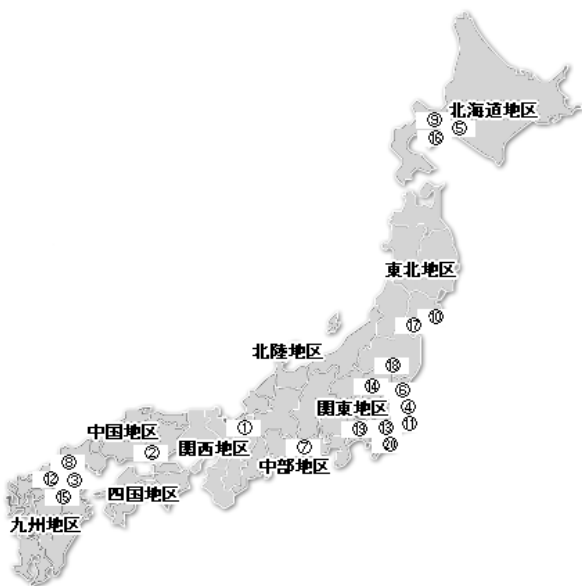 北海道地区
⑨
⑤
⑯
東北地区
⑩
⑰
北陸地区
⑱
⑭
⑥
関東地区
④
⑲
⑬
⑪
⑳
中国地区
①
関西地区
②
⑦
中部地区
⑧
⑫
③
⑮
四国地区
九州地区